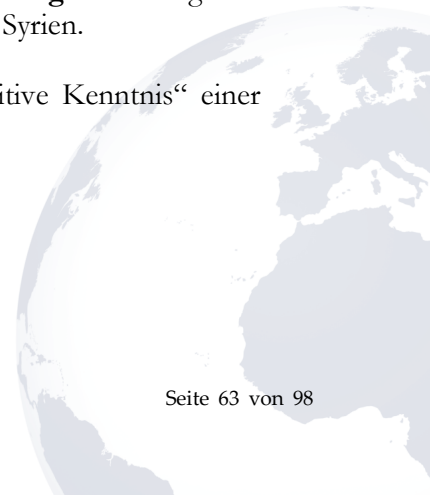 Syrien.
itive Kenntnis“ einer
Seite 63 von 98